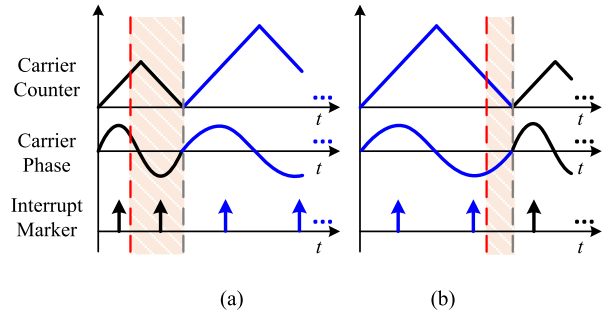 Carrier
Counter
... t ... t
Carrier
Phase
... t ... t
Interrupt
Marker
... t ... t
(a) (b)